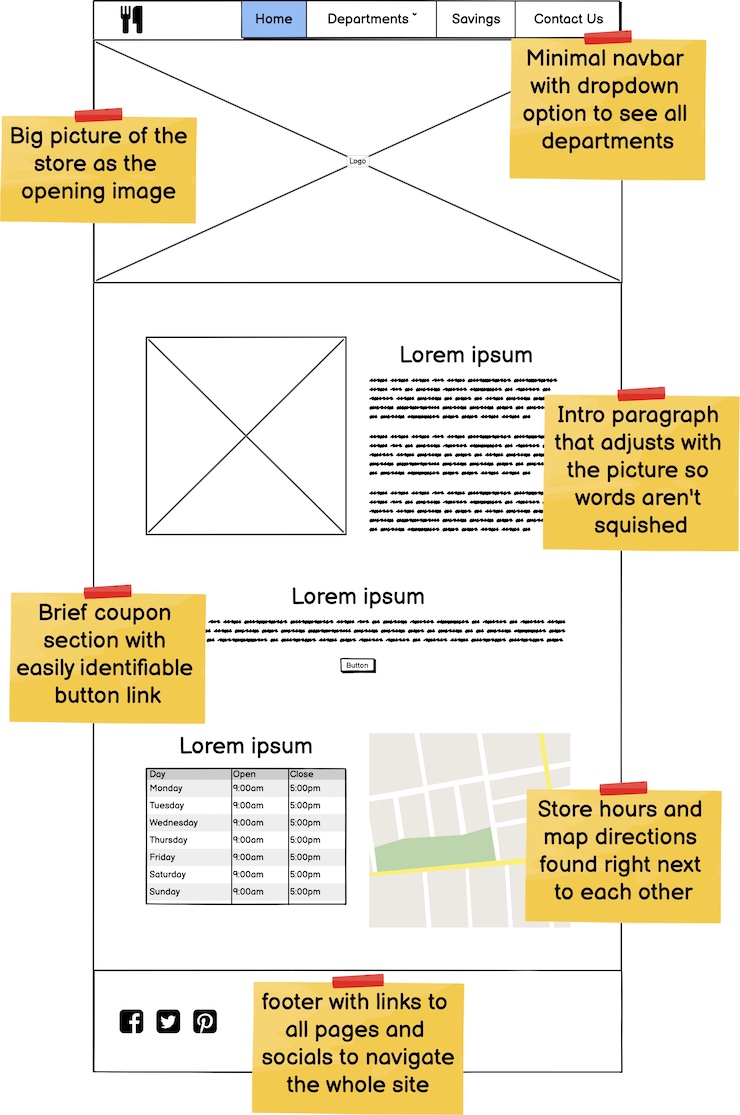 Home
Departments ˇ
Savings
Contact Us
Minimal navbar
with dropdown
option to see all
departments
Big picture of the
store as the
opening image
Logo
Lorem ipsum
Intro paragraph
that adjusts with
the picture so
words aren't
squished
Lorem ipsum
Brief coupon
section with
easily identifiable
button link
Button
Lorem ipsum
Day Open Close
Monday 9:00am 5:00pm
Tuesday 9:00am 5:00pm
Wednesday 9:00am 5:00pm
Thursday 9:00am 5:00pm
Friday 9:00am 5:00pm
Saturday 9:00am 5:00pm
Sunday 9:00am 5:00pm
Store hours and
map directions
found right next
to each other
footer with links to
all pages and
socials to navigate
the whole site